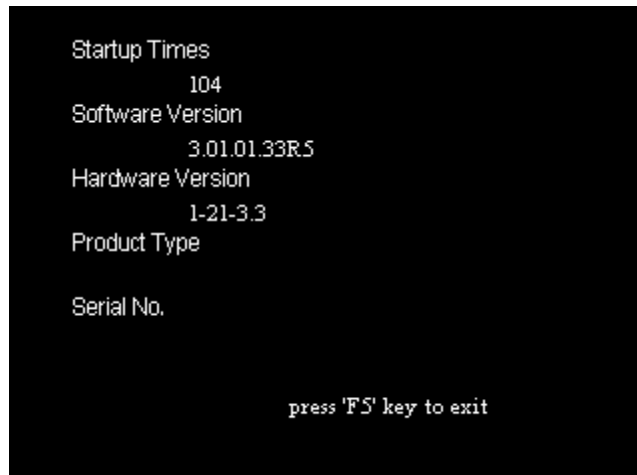 Startup Times
104
Software Version
3.01.01.33R5
Hardware Version
1-21-3.3
Product Type
Serial No.
press 'F5' key to exit